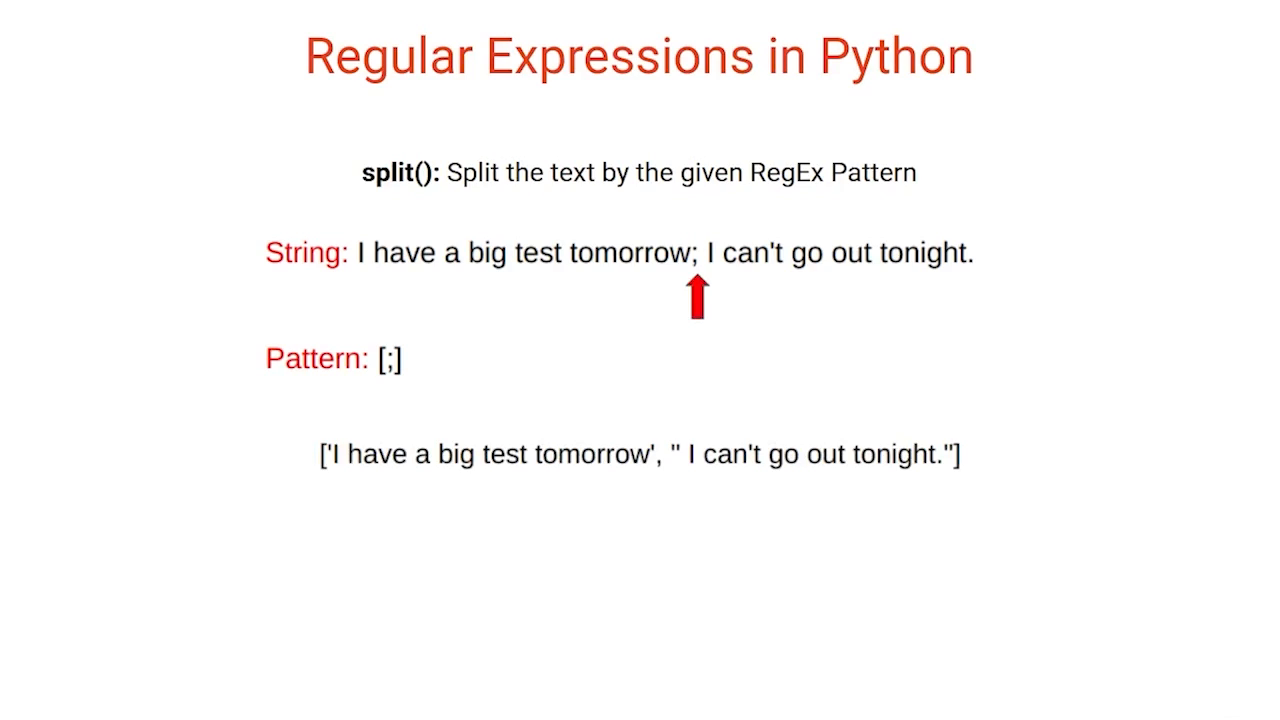 Regular Expressions in Python
split(): Split the text by the given RegEx Pattern
String: I have a big test tomorrow; I can't go out tonight.
Pattern: [;]
['I have a big test tomorrow', " I can't go out tonight."]